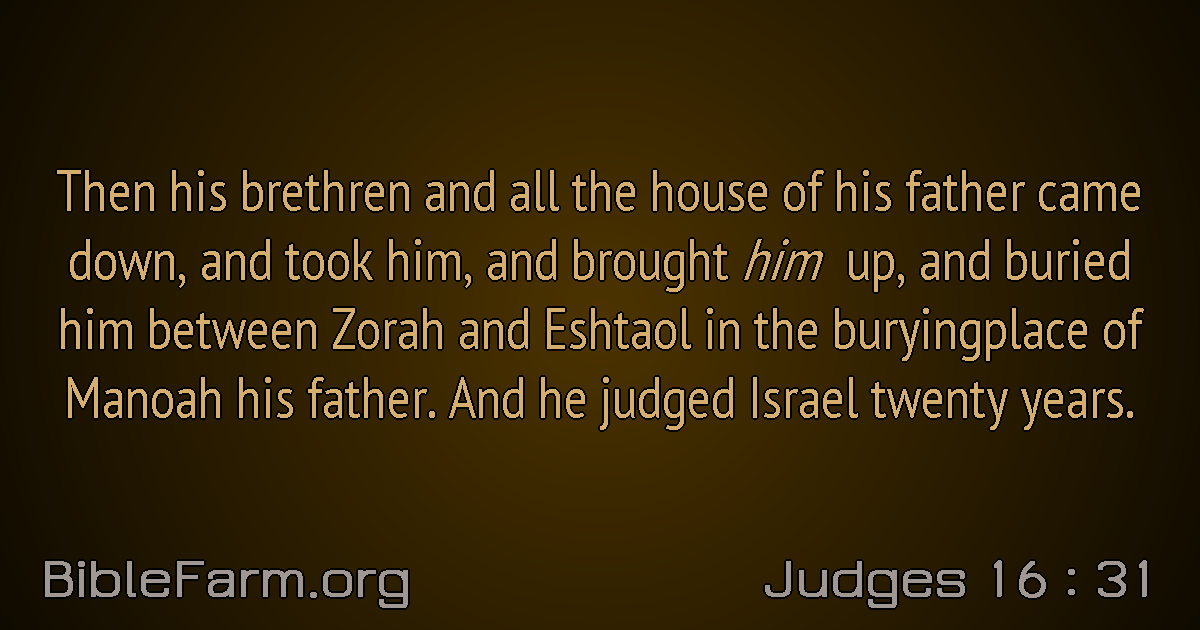 Then his brethren and all the house of his father came
down, and took him, and brought him up, and buried
him between Zorah and Eshtaol in the buryingplace of
Manoah his father. And he judged Israel twenty years.
BibleFarm.org
Judges 16 : 31